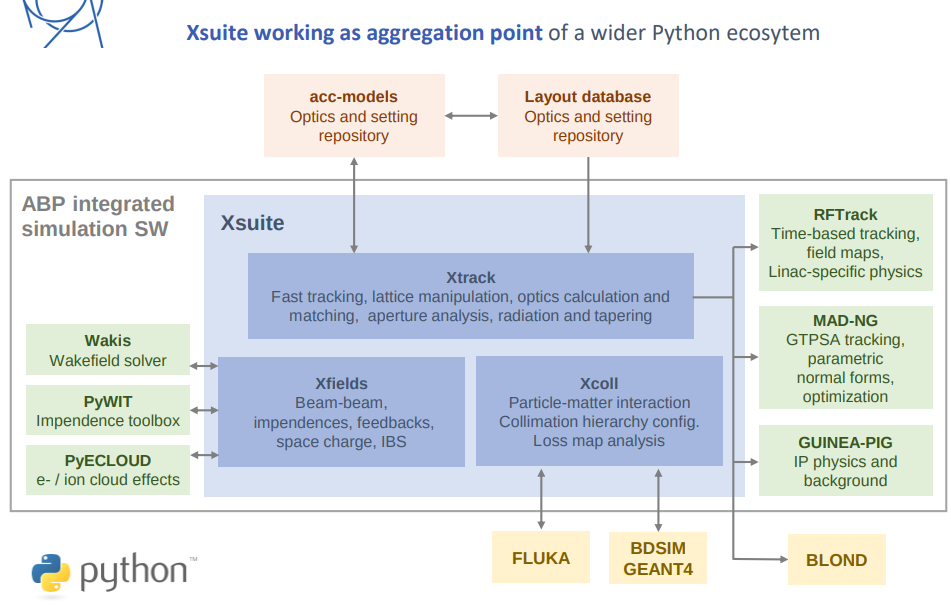 Xsuite working as aggregation point of a wider Python ecosytem
acc-models
Optics and setting
repository
Layout database
Optics and setting
repository
ABP integrated
simulation SW
Xsuite
Xtrack
Fast tracking, lattice manipulation, optics calculation and
matching, aperture analysis, radiation and tapering
Wakis
Wakefield solver
PyWIT
Impendence toolbox
PyECLOUD
e- / ion cloud effects
Xfields
Beam-beam,
impendences, feedbacks,
space charge, IBS
Xcoll
Particle-matter interaction
Collimation hierarchy config.
Loss map analysis
RFTrack
Time-based tracking,
field maps,
Linac-specific physics
MAD-NG
GTPSA tracking,
parametric
normal forms,
optimization
GUINEA-PIG
IP physics and
background
FLUKA
BDSIM
GEANT4
BLOND
python™